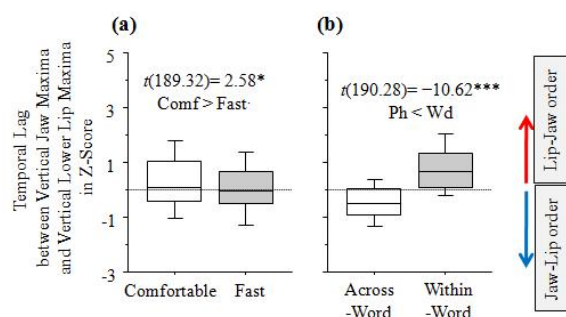 (a)
(b)
Temporal Lag
between Vertical Jaw Maxima
and Vertical Lower Lip Maxima
in Z-Score
5
3
1
-1
-3
t(189.32)= 2.58*
Comf > Fast
t(190.28)= −10.62***
Ph < Wd
Comfortable
Fast
Across
-Word
Within
-Word
Lip-Jaw order
Jaw-Lip order